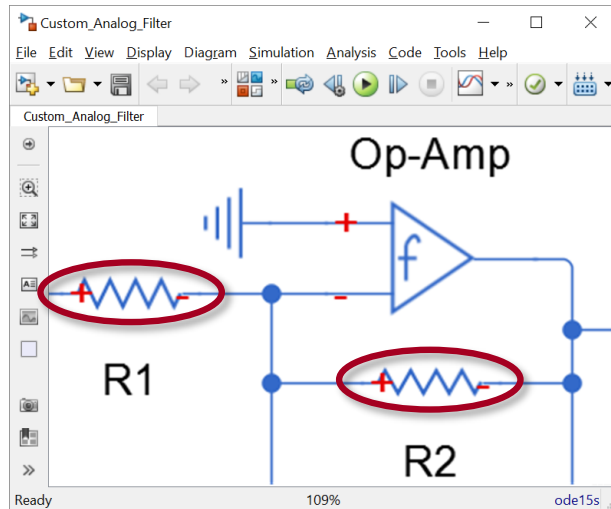 Custom_Analog_Filter
File Edit View Display Diagram Simulation Analysis Code Tools Help
Custom_Analog_Filter
Op-Amp
+
f
+ - -
R1
+ -
R2
Ready 109% ode15s